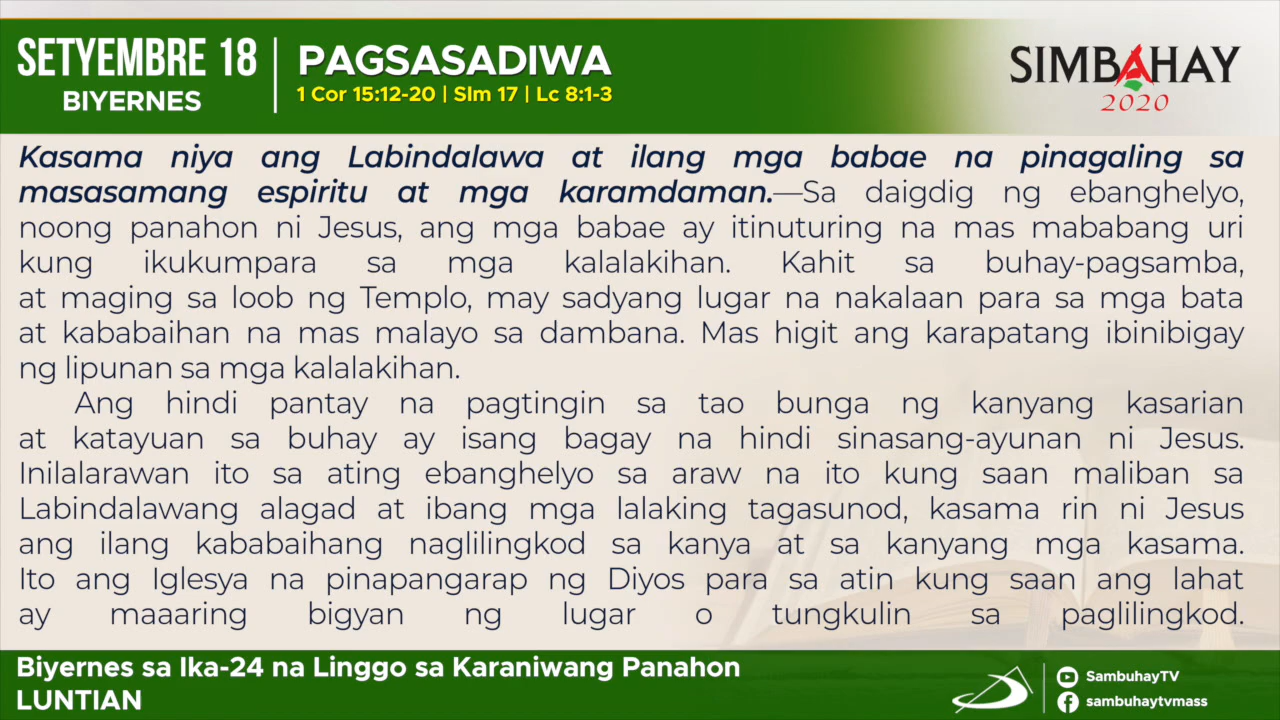 SETYEMBRE 18
BIYERNES
PAGSASADIWA
1 Cor 15:12-20 | Slm 17 | Lc 8:1-3
SIMBAHAY
2020
Kasama niya ang Labindalawa at ilang mga babae na pinagaling sa
masasamang espiritu at mga karamdaman.—Sa daigdig ng ebanghelyo,
noong panahon ni Jesus, ang mga babae ay itinuturing na mas mababang uri
kung ikukumpara sa mga kalalakihan. Kahit sa buhay-pagsamba,
at maging sa loob ng Templo, may sadyang lugar na nakalaan para sa mga bata
at kababaihan na mas malayo sa dambana. Mas higit ang karapatang ibinibigay
ng lipunan sa mga kalalakihan.
Ang hindi pantay na pagtingin sa tao bunga ng kanyang kasarian
at katayuan sa buhay ay isang bagay na hindi sinasang-ayunan ni Jesus.
Inilalarawan ito sa ating ebanghelyo sa araw na ito kung saan maliban sa
Labindalawang alagad at ibang mga lalaking tagasunod, kasama rin ni Jesus
ang ilang kababaihang naglilingkod sa kanya at sa kanyang mga kasama.
Ito ang Iglesya na pinapangarap ng Diyos para sa atin kung saan ang lahat
ay maaaring bigyan ng lugar o tungkulin sa paglilingkod.
Biyernes sa Ika-24 na Linggo sa Karaniwang Panahon
LUNTIAN
SambuhayTV
sambuhaytvmass